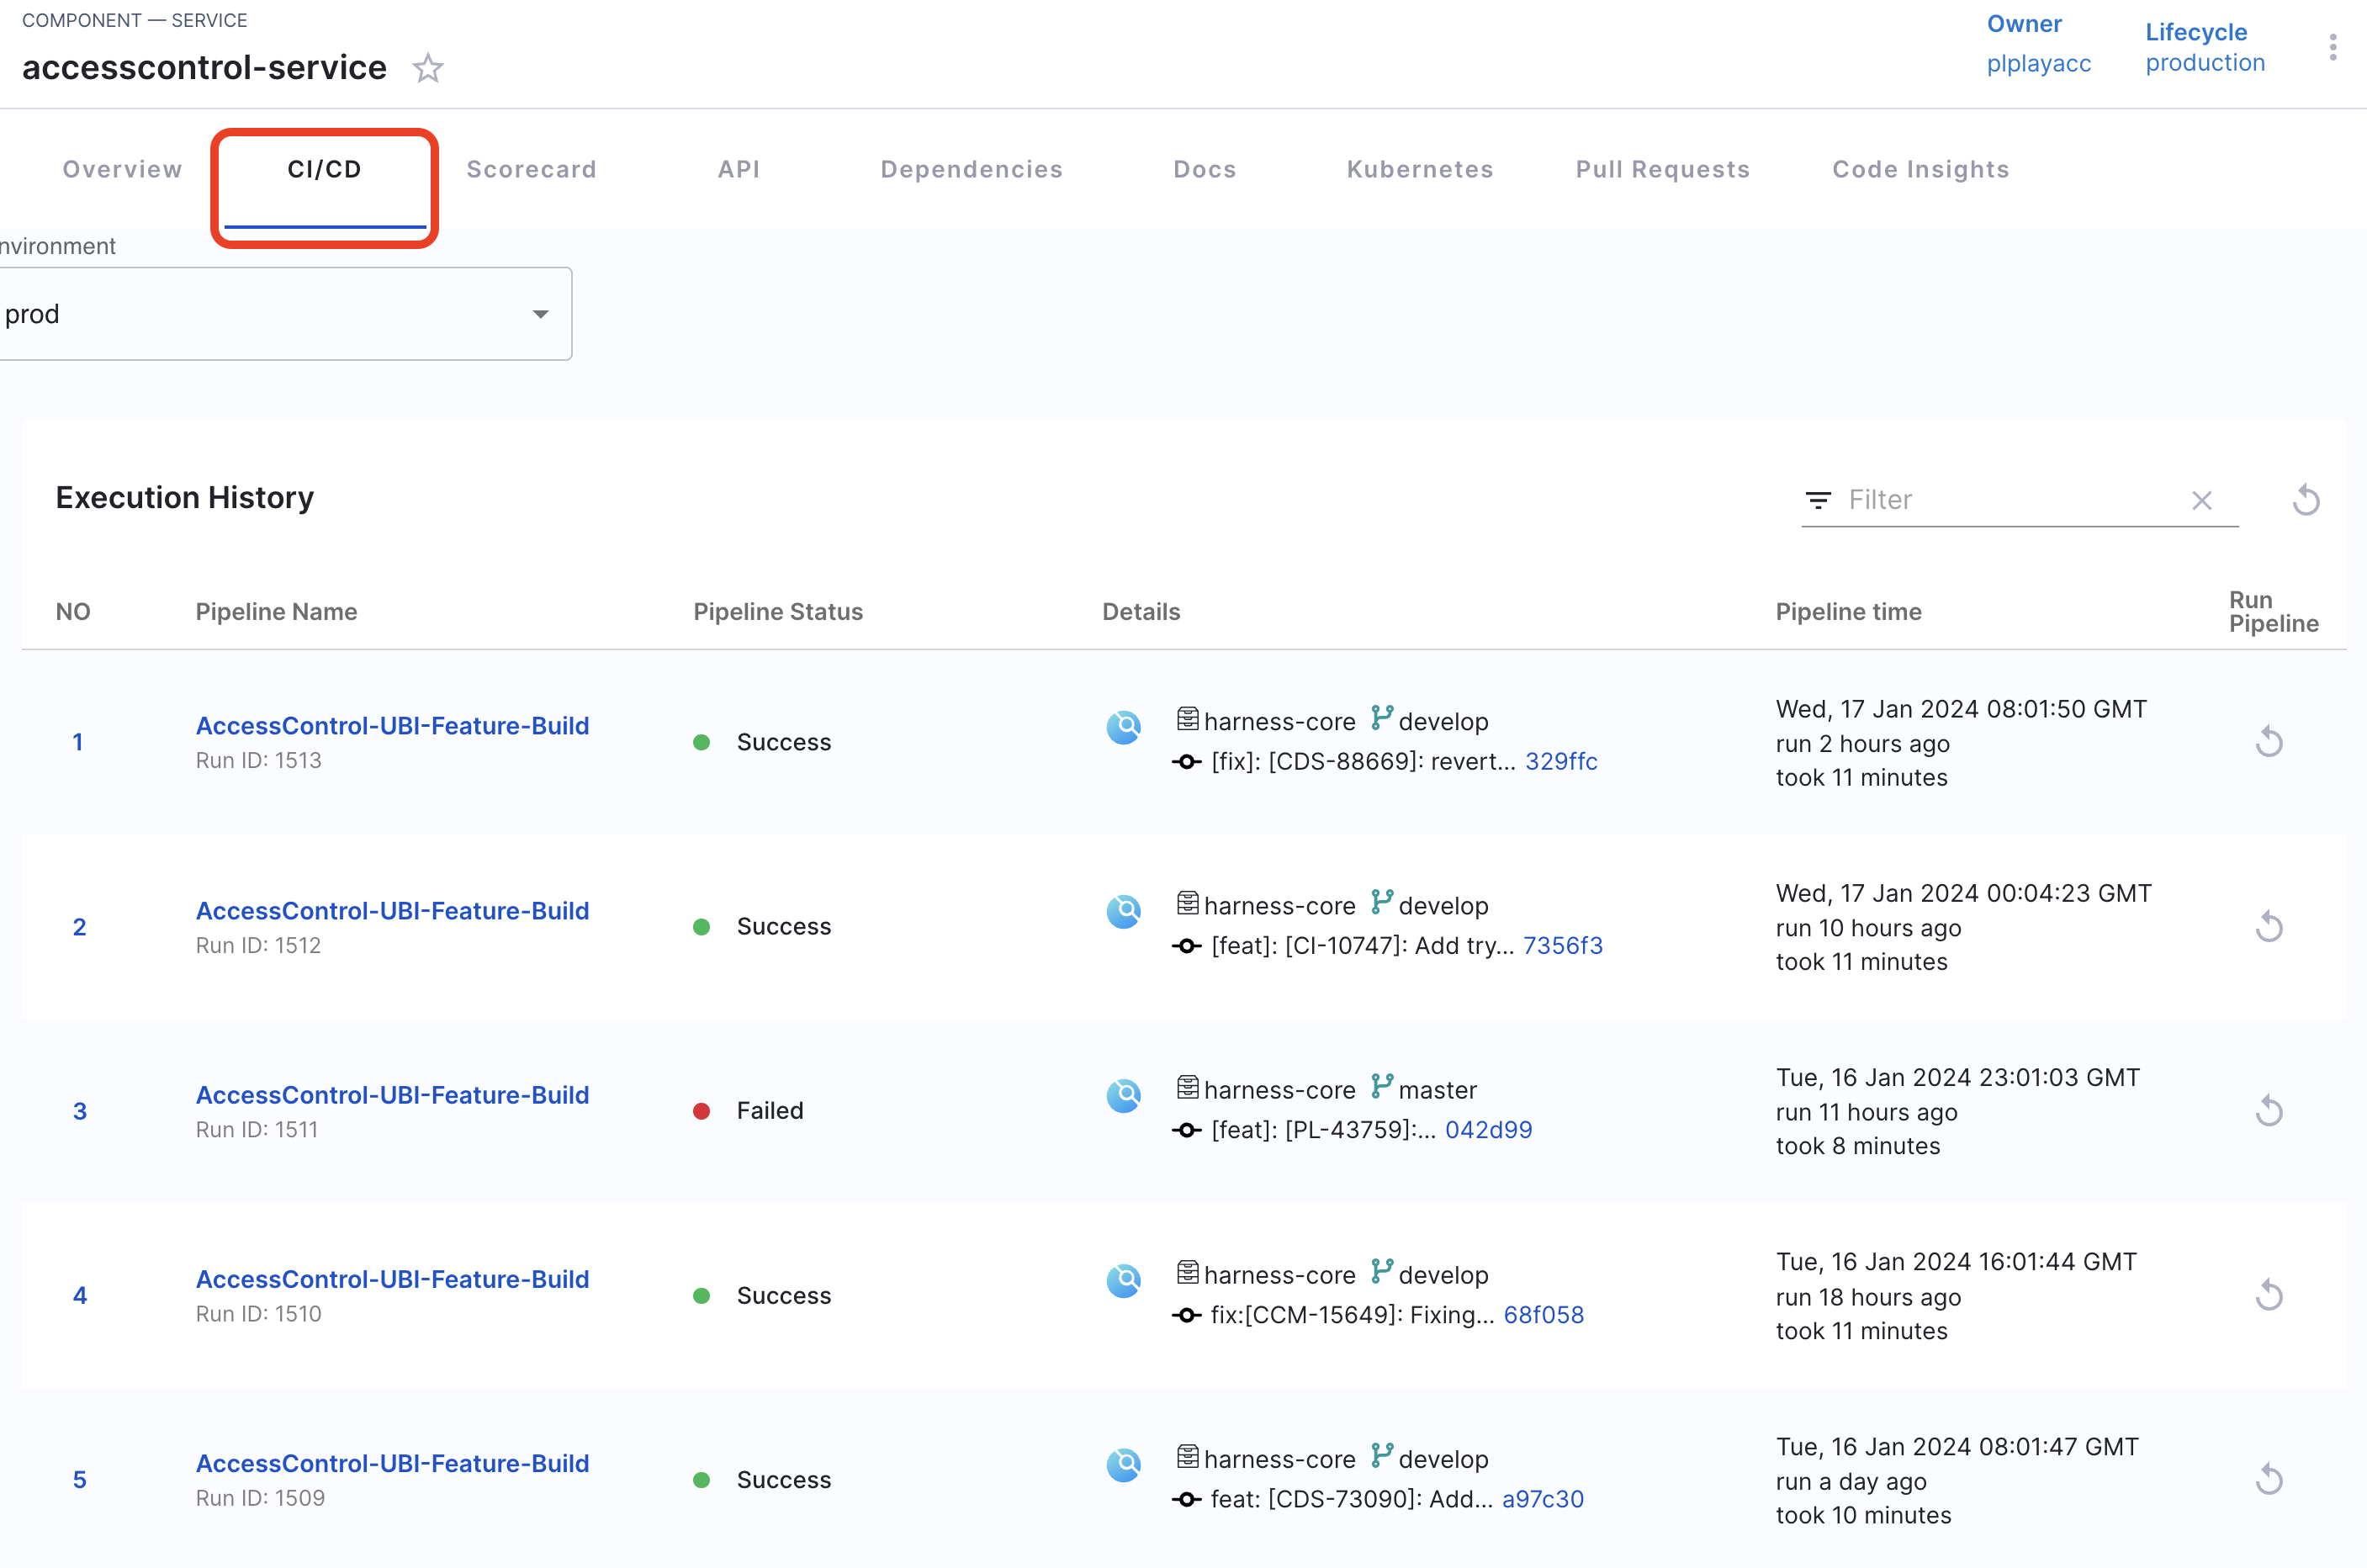 COMPONENT — SERVICE
accesscontrol-service
Owner
plplayacc
Lifecycle
production
Overview
CI/CD
Scorecard
API
Dependencies
Docs
Kubernetes
Pull Requests
Code Insights
nvironment
prod
Execution History
Filter
NO
Pipeline Name
Pipeline Status
Details
Pipeline time
Run
Pipeline
1
AccessControl-UBI-Feature-Build
Run ID: 1513
Success
harness-core develop
[fix]: [CDS-88669]: revert... 329ffc
Wed, 17 Jan 2024 08:01:50 GMT
run 2 hours ago
took 11 minutes
2
AccessControl-UBI-Feature-Build
Run ID: 1512
Success
harness-core develop
[feat]: [CI-10747]: Add try... 7356f3
Wed, 17 Jan 2024 00:04:23 GMT
run 10 hours ago
took 11 minutes
3
AccessControl-UBI-Feature-Build
Run ID: 1511
Failed
harness-core master
[feat]: [PL-43759]:... 042d99
Tue, 16 Jan 2024 23:01:03 GMT
run 11 hours ago
took 8 minutes
4
AccessControl-UBI-Feature-Build
Run ID: 1510
Success
harness-core develop
fix:[CCM-15649]: Fixing... 68f058
Tue, 16 Jan 2024 16:01:44 GMT
run 18 hours ago
took 11 minutes
5
AccessControl-UBI-Feature-Build
Run ID: 1509
Success
harness-core develop
feat: [CDS-73090]: Add... a97c30
Tue, 16 Jan 2024 08:01:47 GMT
run a day ago
took 10 minutes